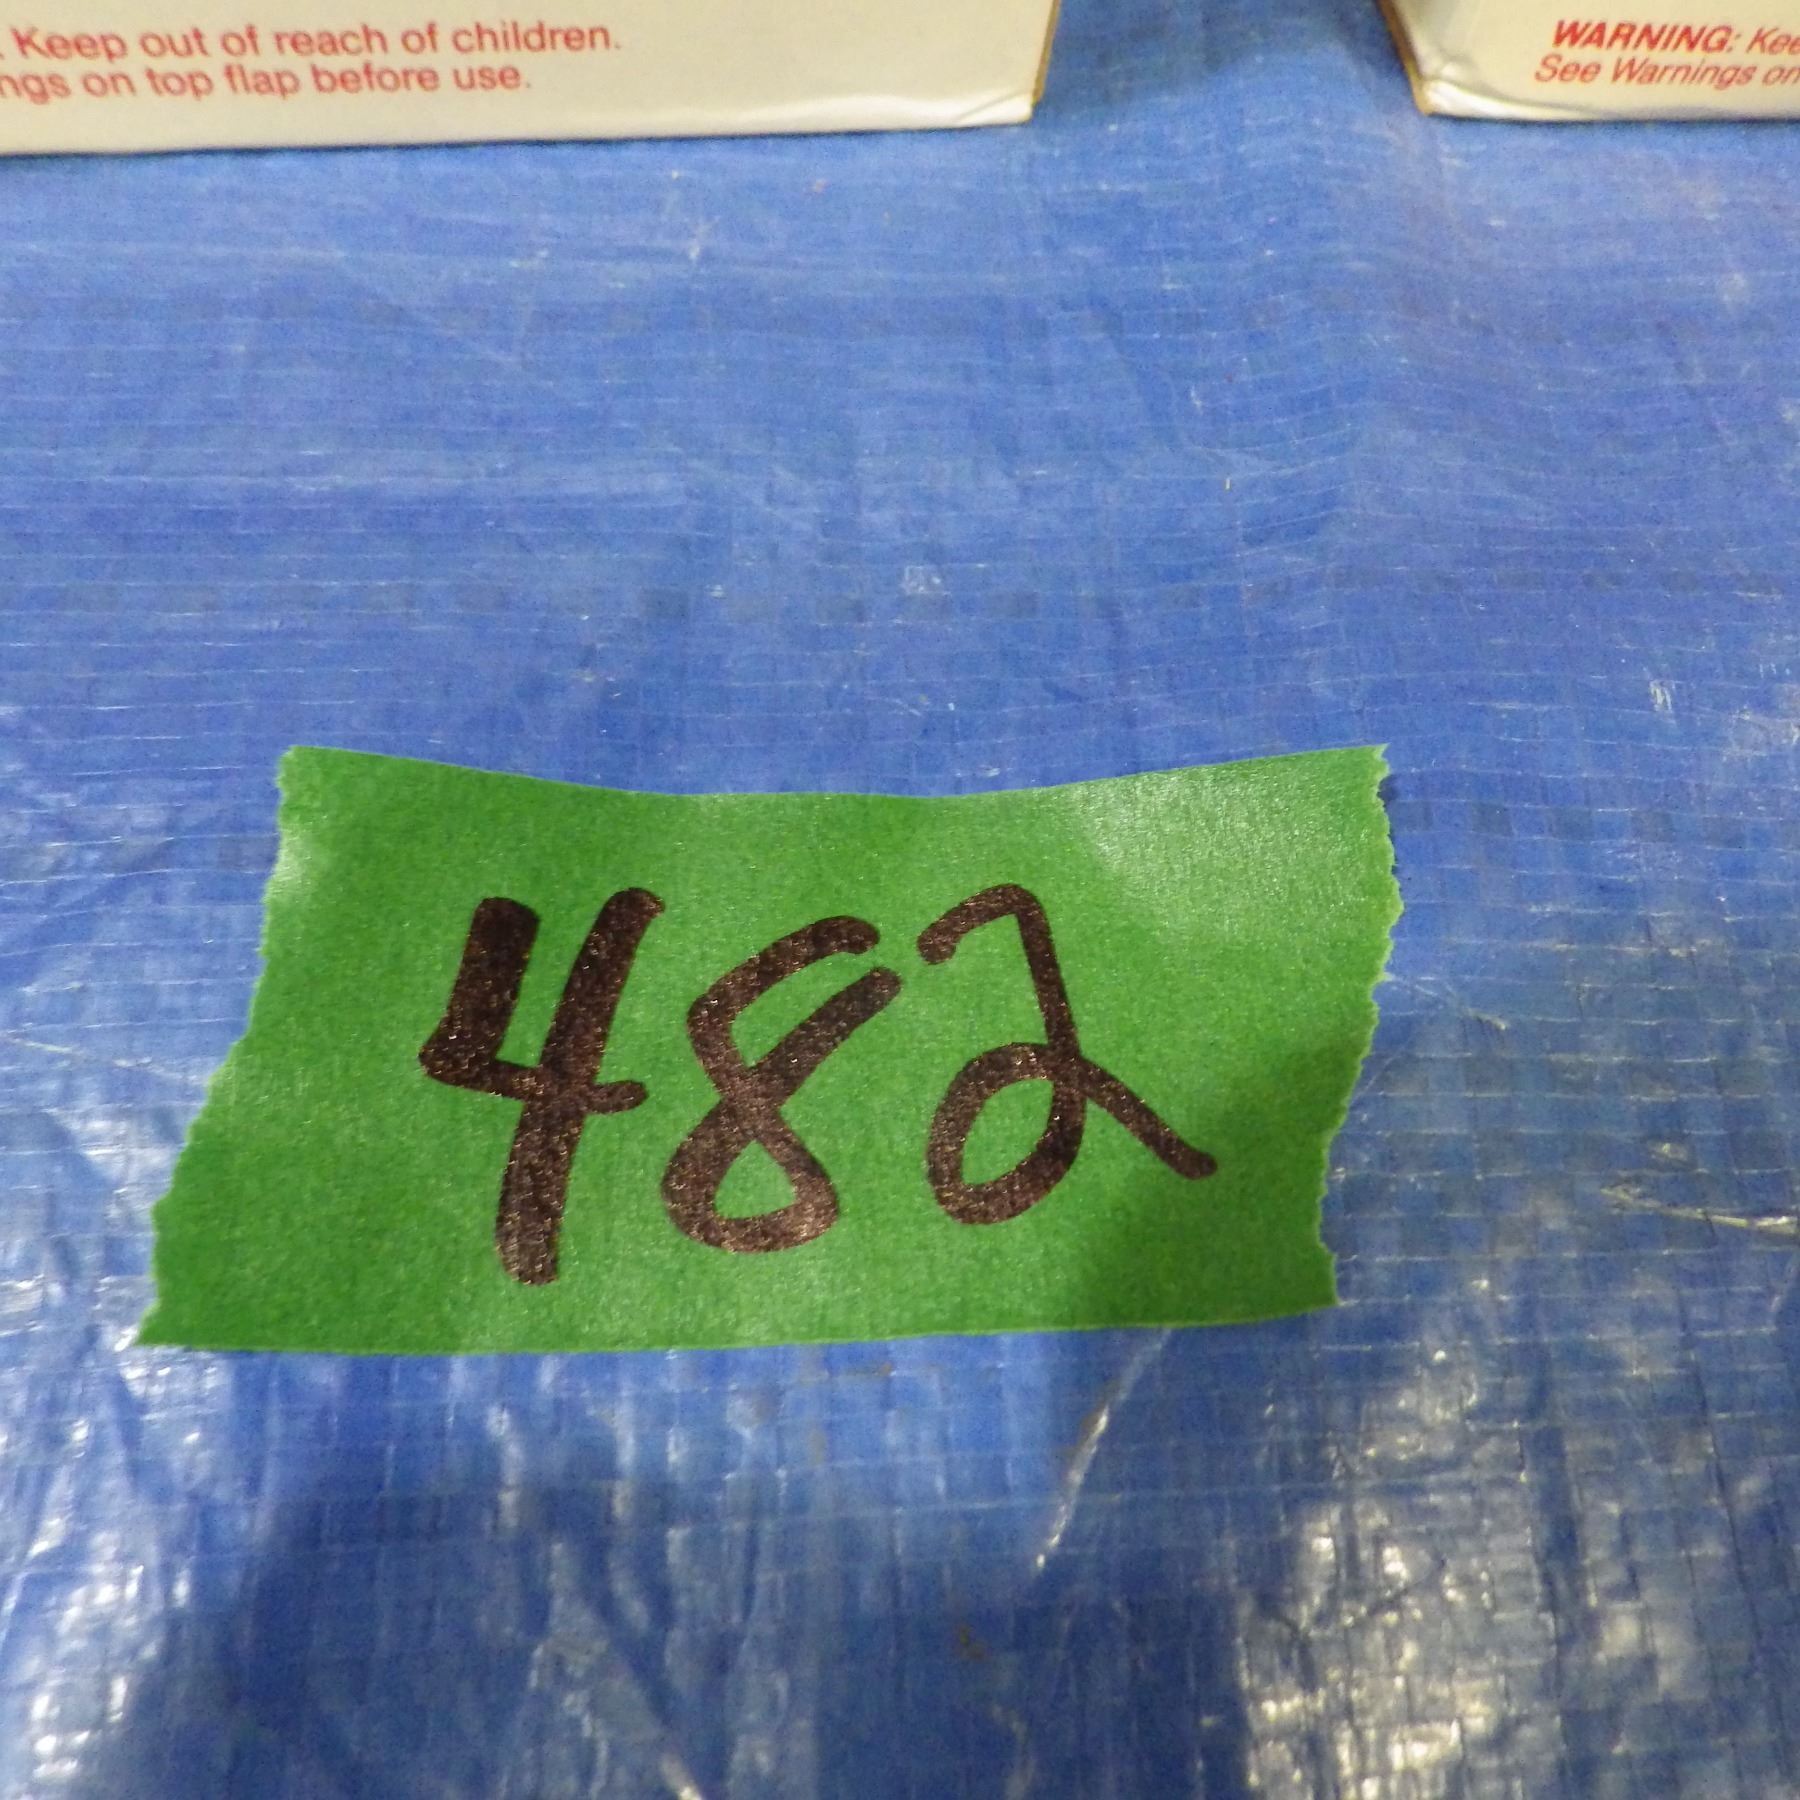 . Keep out of reach of children.
ngs on top flap before use.
WARNING: Kee
See Warnings on
482